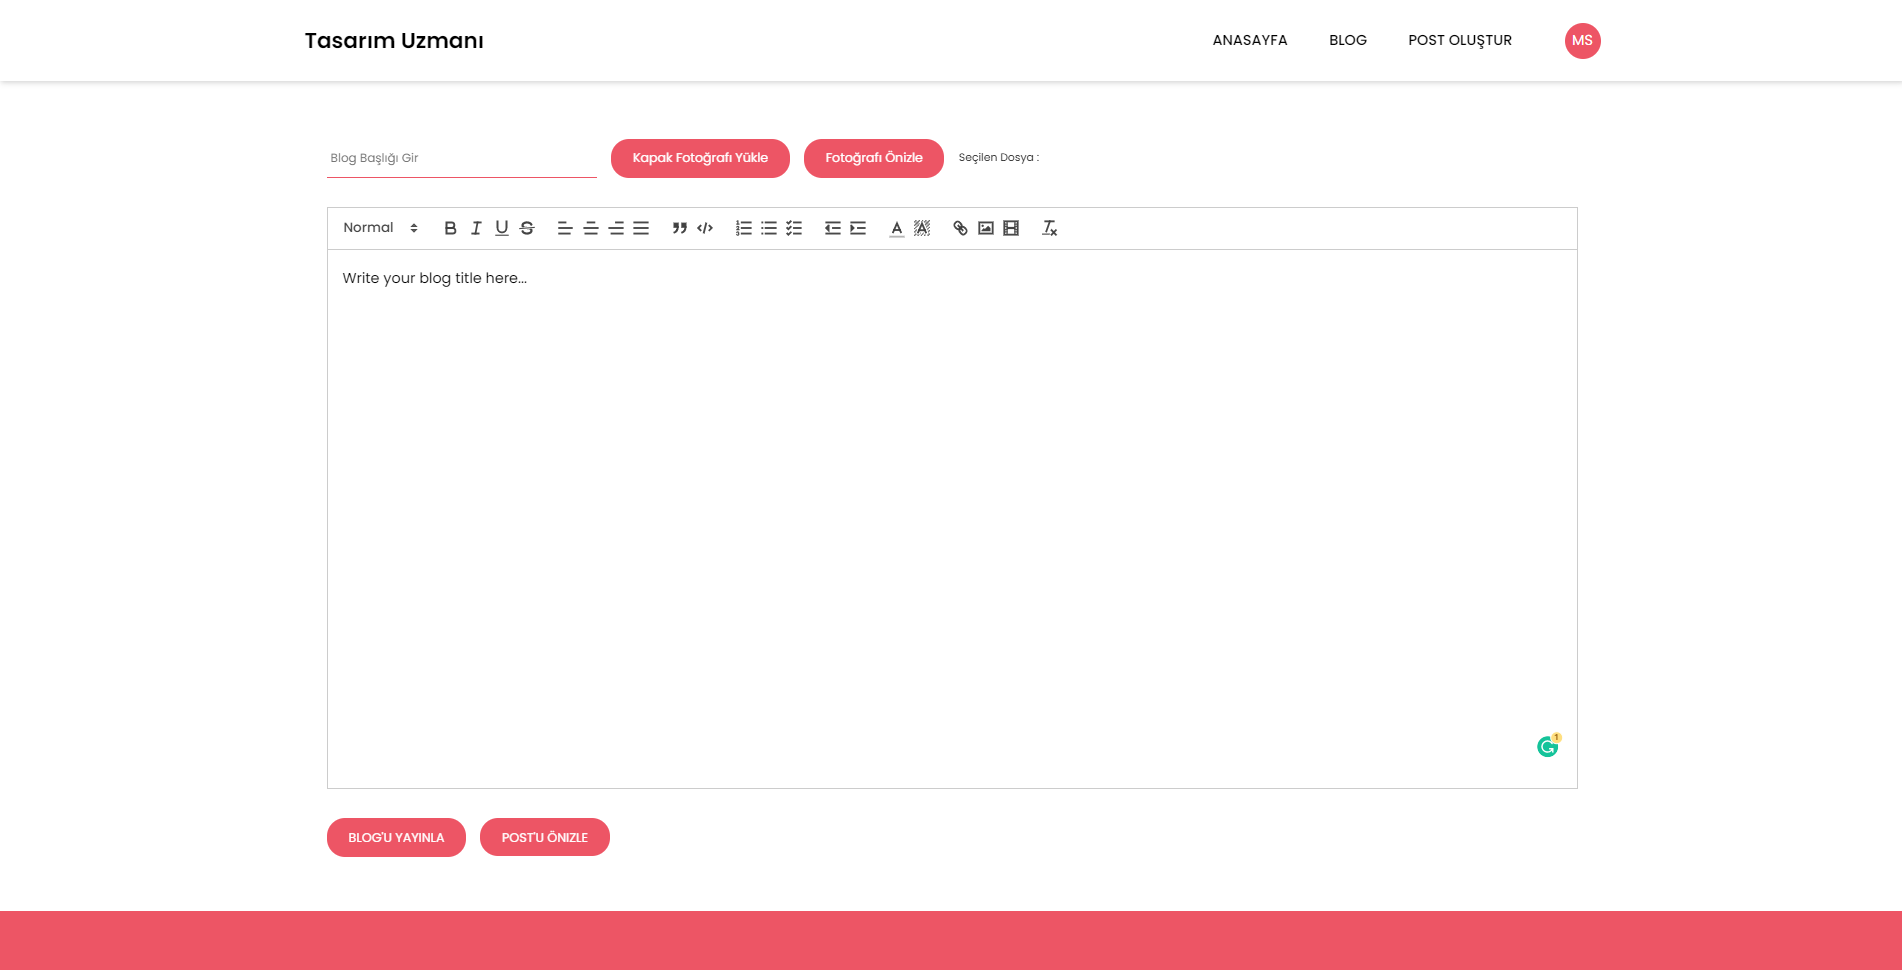 Tasarım Uzmanı
ANASAYFA BLOG POST OLUŞTUR MS
Blog Başlığı Gir Kapak Fotoğrafı Yükle Fotoğrafı Önizle Seçilen Dosya :
Normal
Write your blog title here...
1
BLOG'U YAYINLA POST'U ÖNIZLE